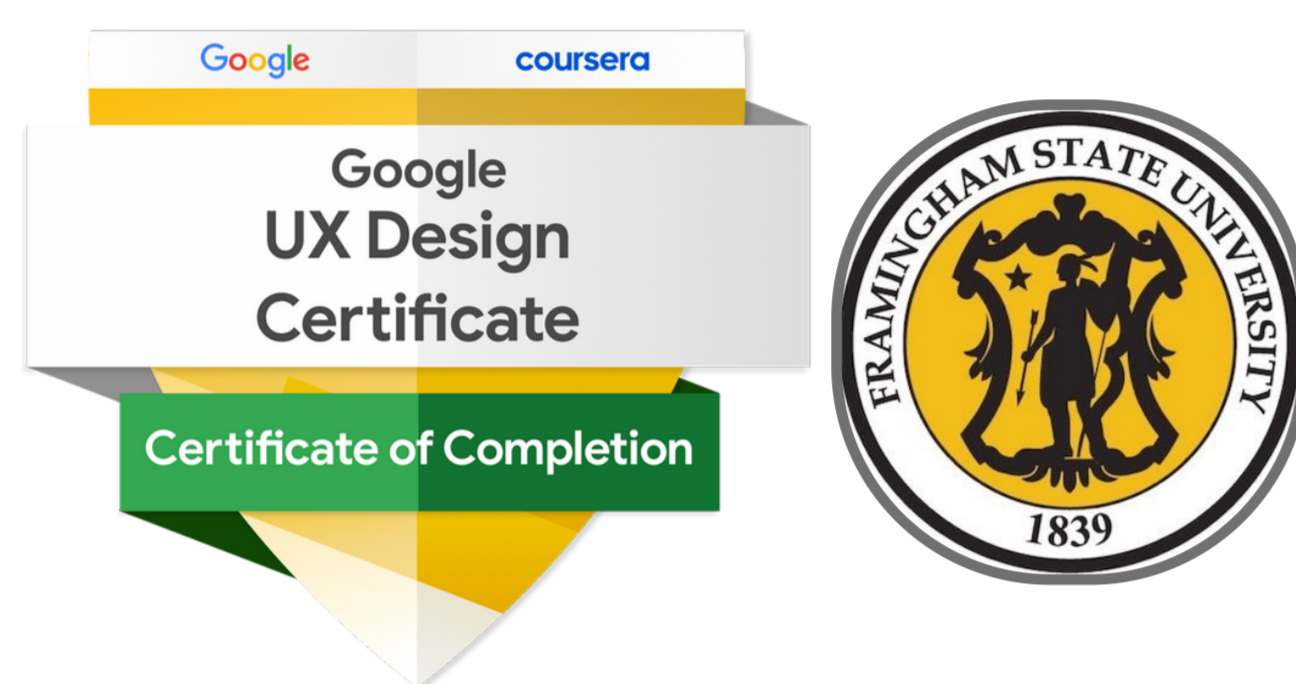 Google
coursera
Google
UX Design
Certificate
Certificate of Completion
FRAMINGHAM STATE UNIVERSITY
1839